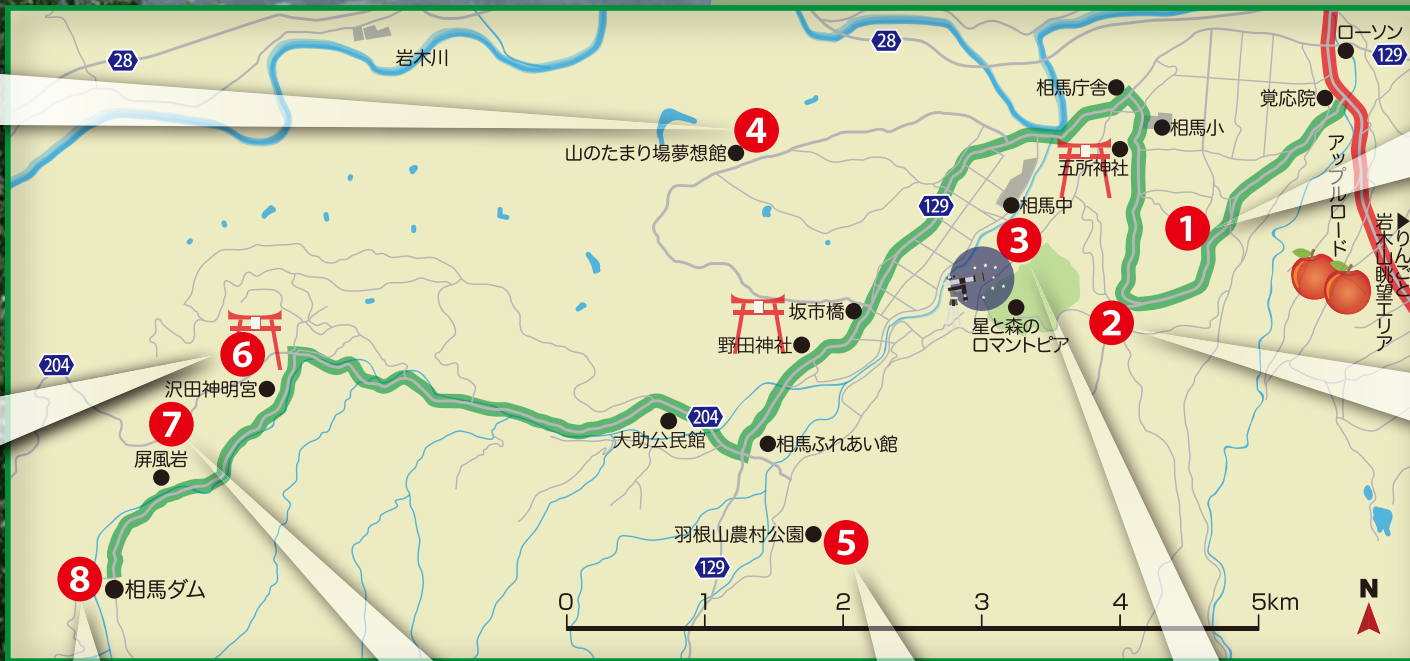 28
岩木川
28
ローソン
129
相馬庁舎
覚応院
相馬小
4
山のたまり場夢想館
五所神社
アップルロード
129
相馬中
1
▶りんごと
岩木山眺望エリア
3
坂市橋
星と森の
ロマントピア
2
野田神社
6
204
沢田神明宮
7
204
大助公民館
相馬ふれあい館
屏風岩
羽根山農村公園
5
129
8
相馬ダム
0
1
2
3
4
5km
N